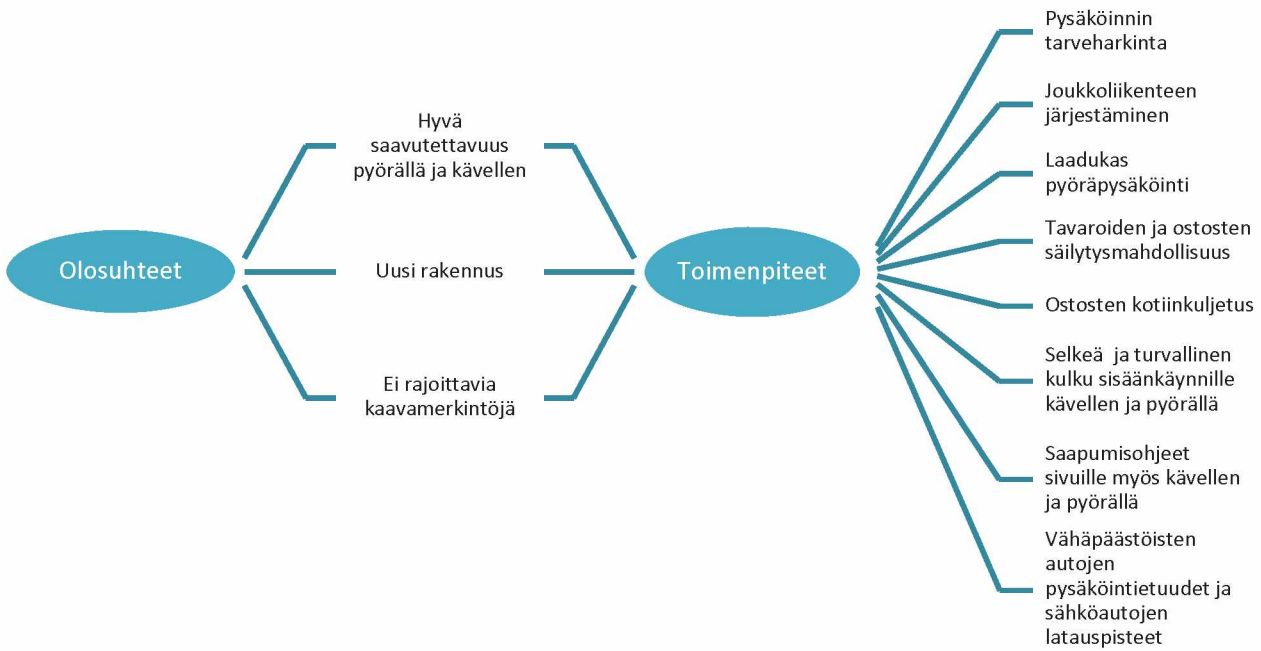 Olosuhteet
Hyvä
saavutettavuus
pyörällä ja kävellen
Uusi rakennus
Ei rajoittavia
kaavamerkintöjä
Toimenpiteet
Pysäköinnin
tarveharkinta
Joukkoliikenteen
järjestäminen
Laadukas
pyöräpysäköinti
Tavaroiden ja ostosten
säilytysmahdollisuus
Ostosten kotiinkuljetus
Selkeä ja turvallinen
kulku sisäänkäynnille
kävellen ja pyörällä
Saapumisohjeet
sivuille myös kävellen
ja pyörällä
Vähäpäästöisten
autojen
pysäköintietuudet ja
sähköautojen
latauspisteet